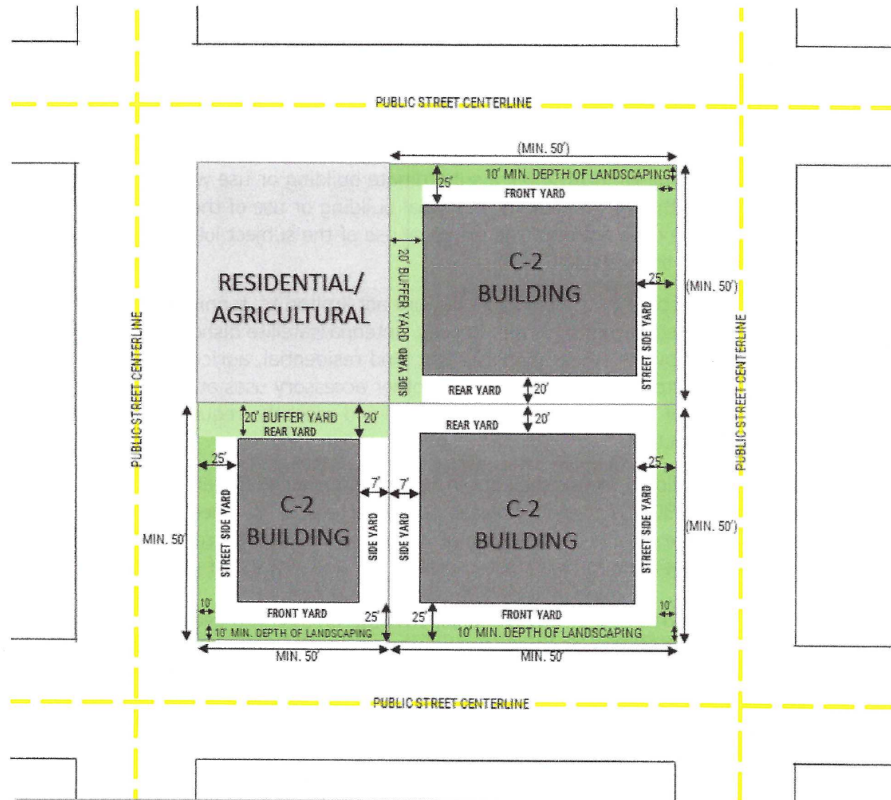 PUBLIC STREET CENTERLINE
(MIN. 50')
10' MIN. DEPTH OF LANDSCAPING
25'
FRONT YARD
C-2
BUILDING
20' BUFFER YARD
SIDE YARD
25'
STREET SIDE YARD
(MIN. 50')
RESIDENTIAL/
AGRICULTURAL
REAR YARD
20'
PUBLIC STREET CENTERLINE
PUBLIC STREET CENTERLINE
20' BUFFER YARD
20'
REAR YARD
25'
STREET SIDE YARD
C-2
BUILDING
7'
SIDE YARD
MIN. 50'
10'
FRONT YARD
25'
10' MIN. DEPTH OF LANDSCAPING
MIN. 50'
20'
REAR YARD
7'
SIDE YARD
C-2
BUILDING
25'
STREET SIDE YARD
(MIN. 50')
10'
25'
FRONT YARD
10' MIN. DEPTH OF LANDSCAPING
MIN. 50'
PUBLIC STREET CENTERLINE